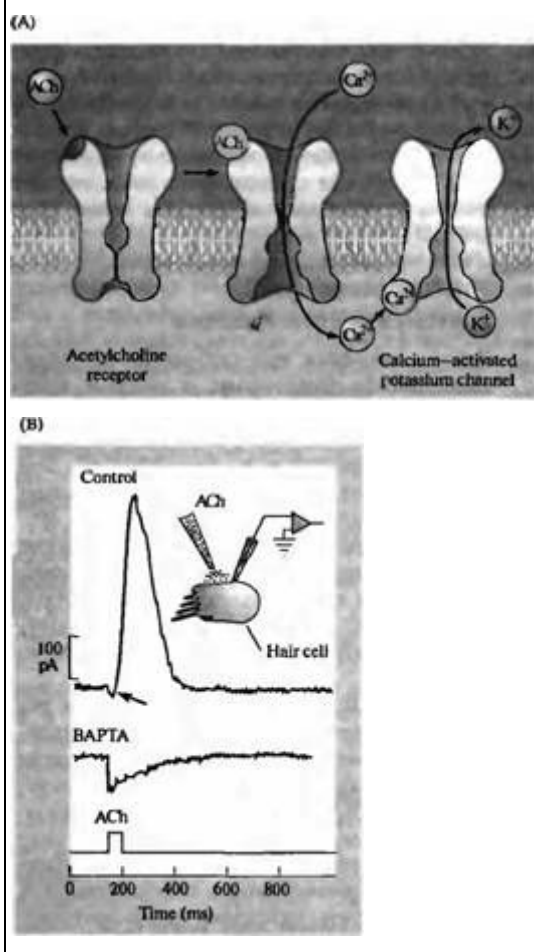 (A)
ACh
Ca²⁺
K⁺
ACh
Ca²⁺
Ca²⁺
K⁺
Acetylcholine
receptor
Calcium–activated
potassium channel
(B)
Control
ACh
Hair cell
100
pA
BAPTA
ACh
0 200 400 600 800
Time (ms)